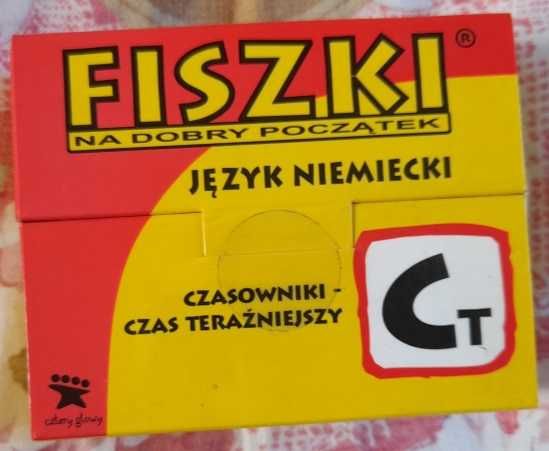 FISZKI®
NA DOBRY POCZĄTEK
JĘZYK NIEMIECKI
CZASOWNIKI -
CZAS TERAŹNIEJSZY
CT
cztery głowy